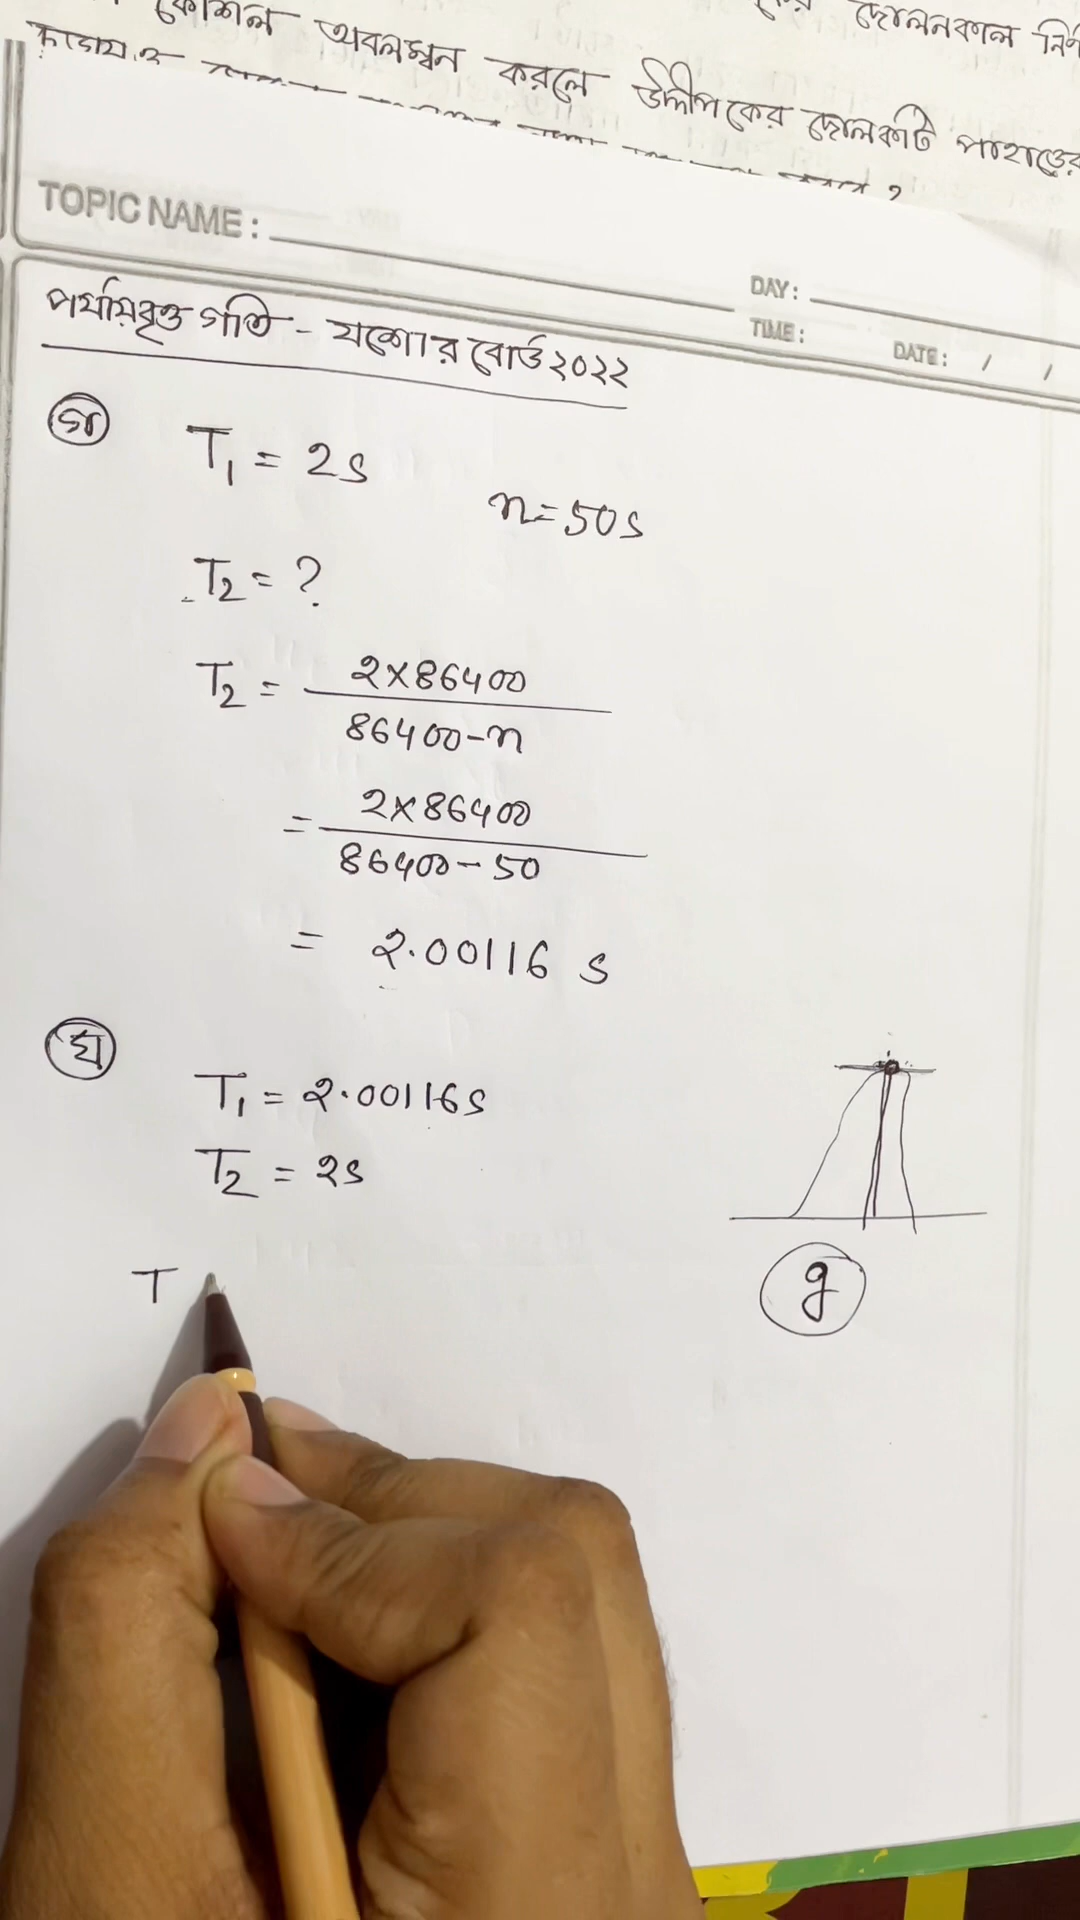 কৌশল অবলম্বন করলে উদ্দীপকের দোলকটি পাহাড়ের
দোলনকাল
TOPIC NAME :
DAY :
TIME :
DATE : / /
পর্যায়বৃত্ত গতি - যশোর বোর্ড ২০২২
গ
T₁ = 2s
n = 50s
T₂ = ?
T₂ = 2×86400
86400-n
= 2×86400
86400-50
= 2.00116 s
ঘ
T₁ = 2.00116s
T₂ = 2s
g
T